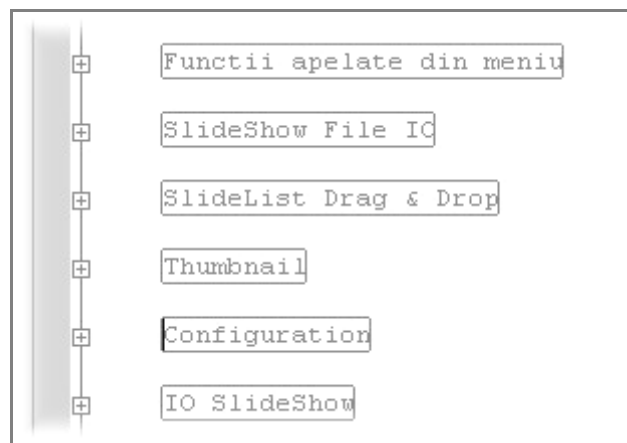 Functii apelate din meniu
SlideShow File IO
SlideList Drag & Drop
Thumbnail
Configuration
IO SlideShow